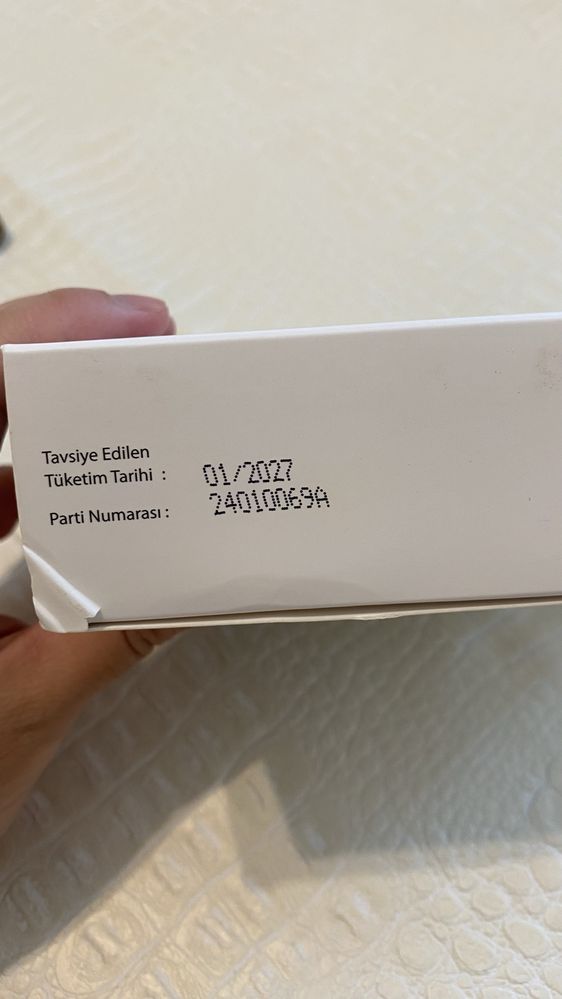 Tavsiye Edilen
Tüketim Tarihi : 01/2027
Parti Numarası : 24010069A